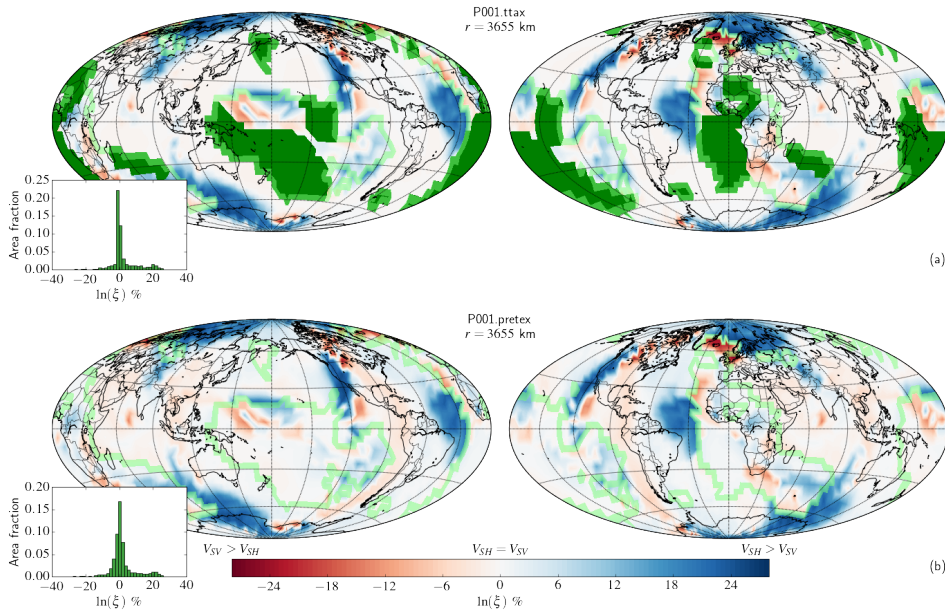 P001.ttax
r = 3655 km
0.25
0.20
0.15
0.10
0.05
0.00
Area fraction
−40 −20 0 20 40
ln(ξ) %
(a)
P001.pretex
r = 3655 km
0.20
0.15
0.10
0.05
0.00
Area fraction
−40 −20 0 20 40
ln(ξ) %
V_SV > V_SH V_SH = V_SV V_SH > V_SV
−24 −18 −12 −6 0 6 12 18 24
ln(ξ) %
(b)